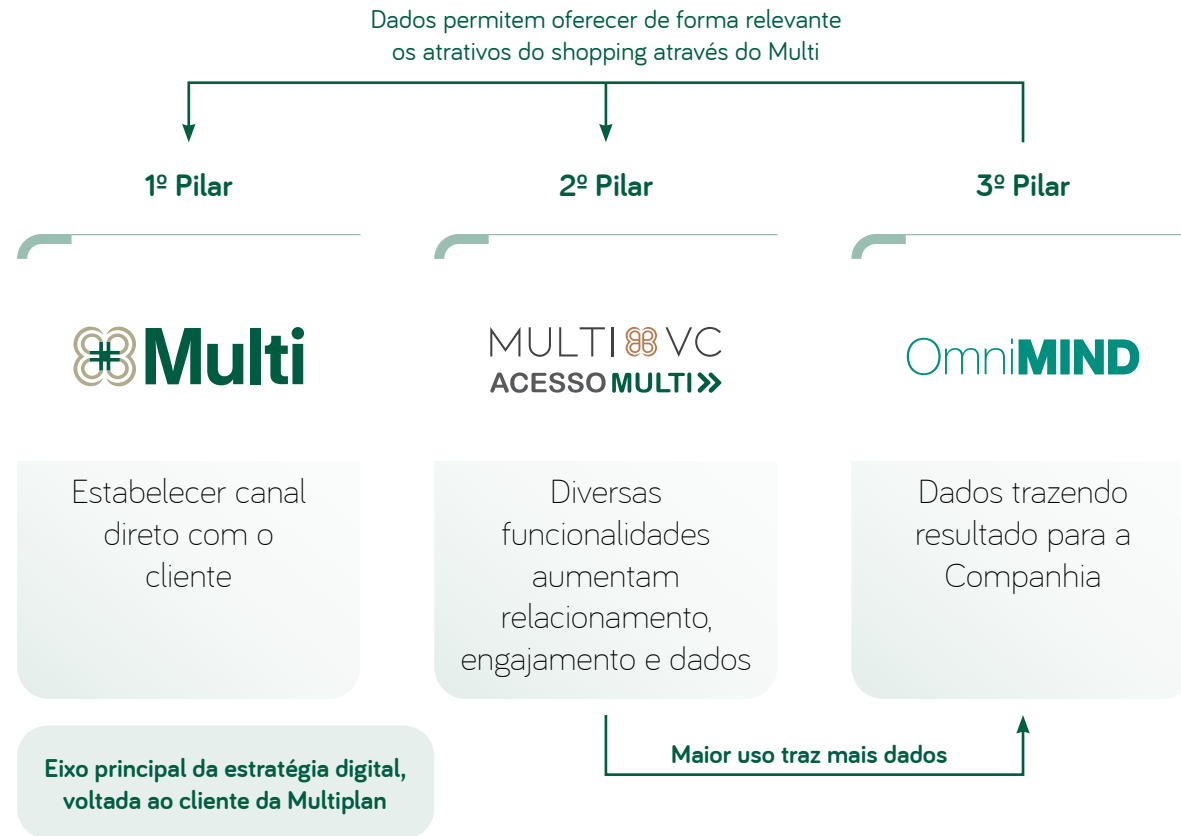 Dados permitem oferecer de forma relevante
os atrativos do shopping através do Multi
1º Pilar
2º Pilar
3º Pilar
Multi
MULTI VC
ACESSO MULTI
OmniMIND
Estabelecer canal
direto com o
cliente
Diversas
funcionalidades
aumentam
relacionamento,
engajamento e dados
Dados trazendo
resultado para a
Companhia
Eixo principal da estratégia digital,
voltada ao cliente da Multiplan
Maior uso traz mais dados